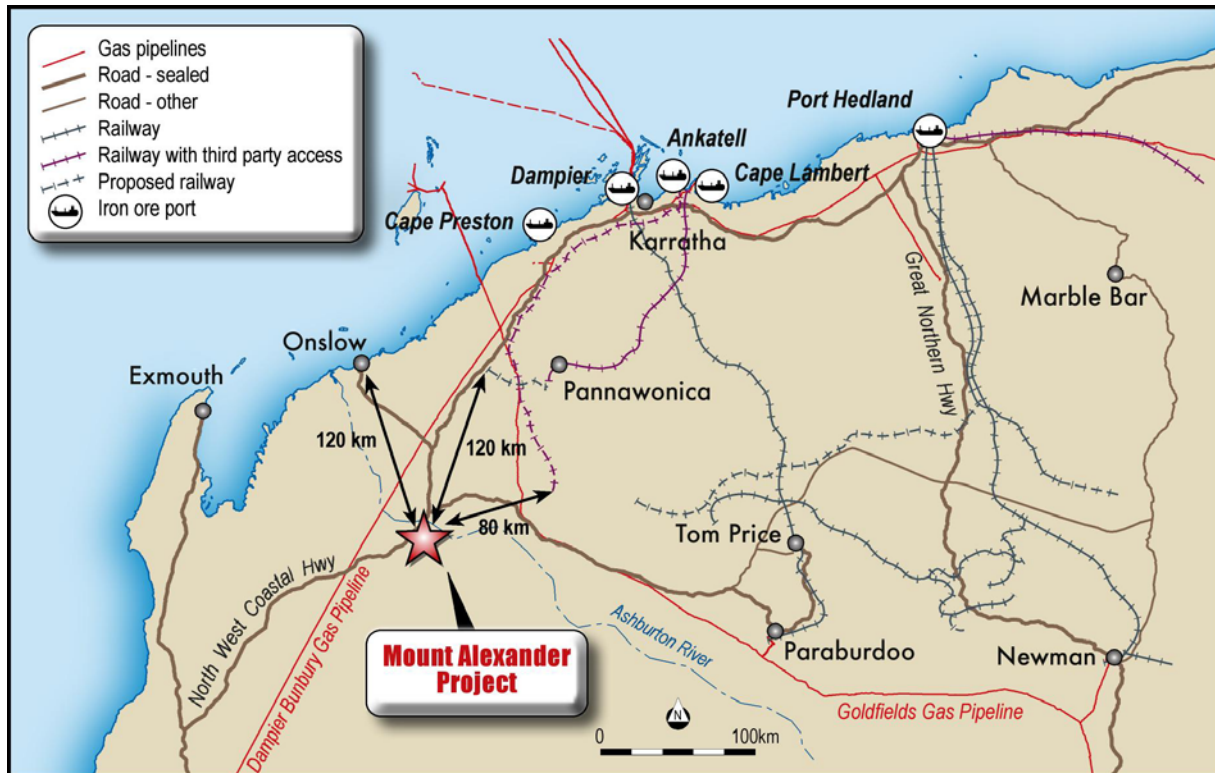 Gas pipelines
Road - sealed
Road - other
Railway
Railway with third party access
Proposed railway
Iron ore port
Port Hedland
Ankatell
Dampier
Cape Lambert
Cape Preston
Karratha
Great Northern Hwy
Marble Bar
Onslow
Exmouth
Pannawonica
120 km
120 km
80 km
Tom Price
North West Coastal Hwy
Dampier Bunbury Gas Pipeline
Ashburton River
Mount Alexander
Project
Paraburdoo
Newman
Goldfields Gas Pipeline
N
0
100km